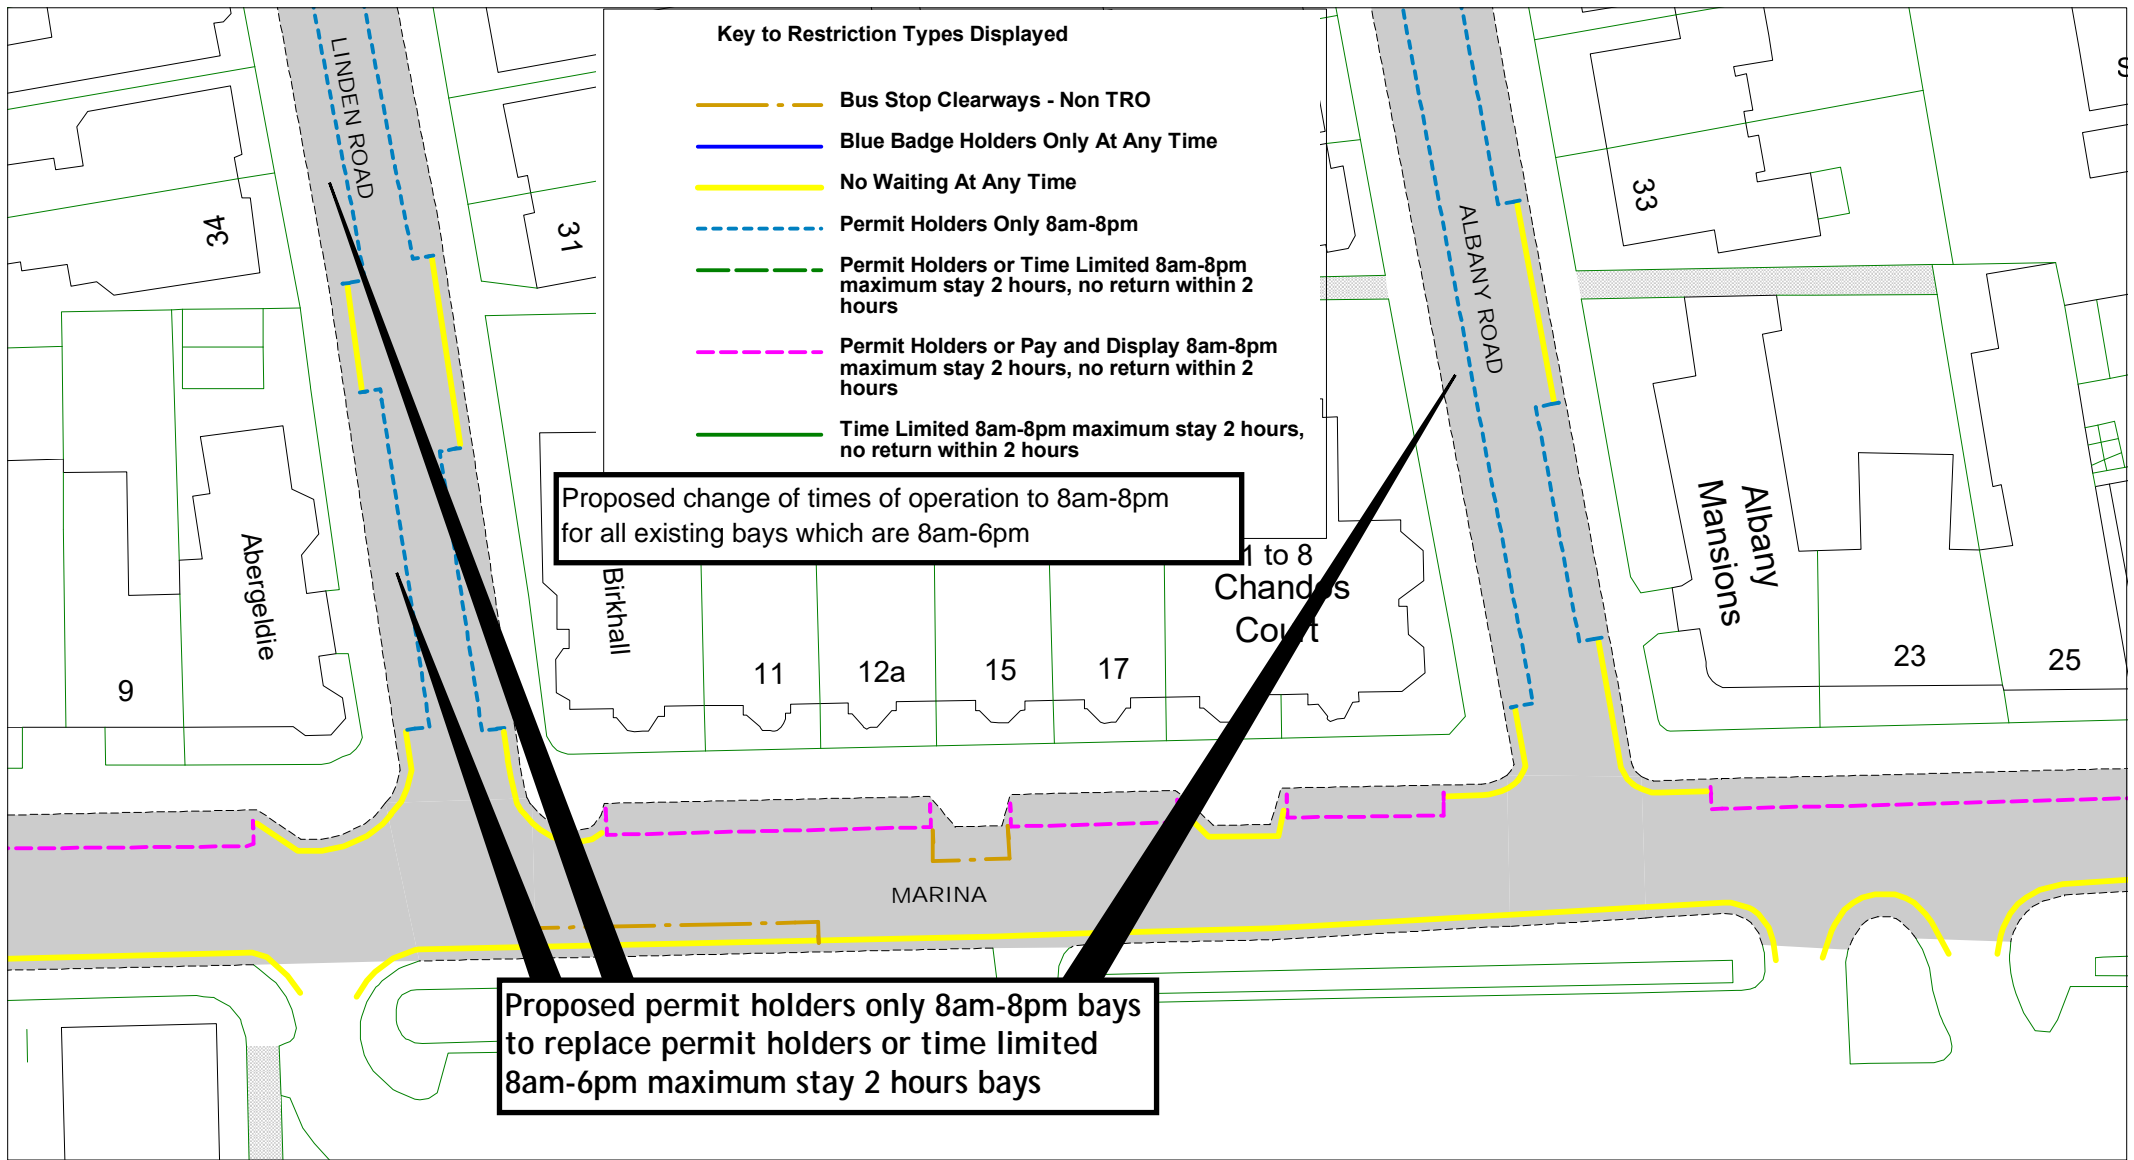 Key to Restriction Types Displayed
Bus Stop Clearways - Non TRO
Blue Badge Holders Only At Any Time
No Waiting At Any Time
Permit Holders Only 8am-8pm
Permit Holders or Time Limited 8am-8pm
maximum stay 2 hours, no return within 2
hours
Permit Holders or Pay and Display 8am-8pm
maximum stay 2 hours, no return within 2
hours
Time Limited 8am-8pm maximum stay 2 hours,
no return within 2 hours
Proposed change of times of operation to 8am-8pm
for all existing bays which are 8am-6pm
LINDEN ROAD
ALBANY ROAD
34
31
33
Abergeldie
Birkhall
1 to 8
Chandos
Court
Albany
Mansions
9
11
12a
15
17
23
25
MARINA
Proposed permit holders only 8am-8pm bays
to replace permit holders or time limited
8am-6pm maximum stay 2 hours bays